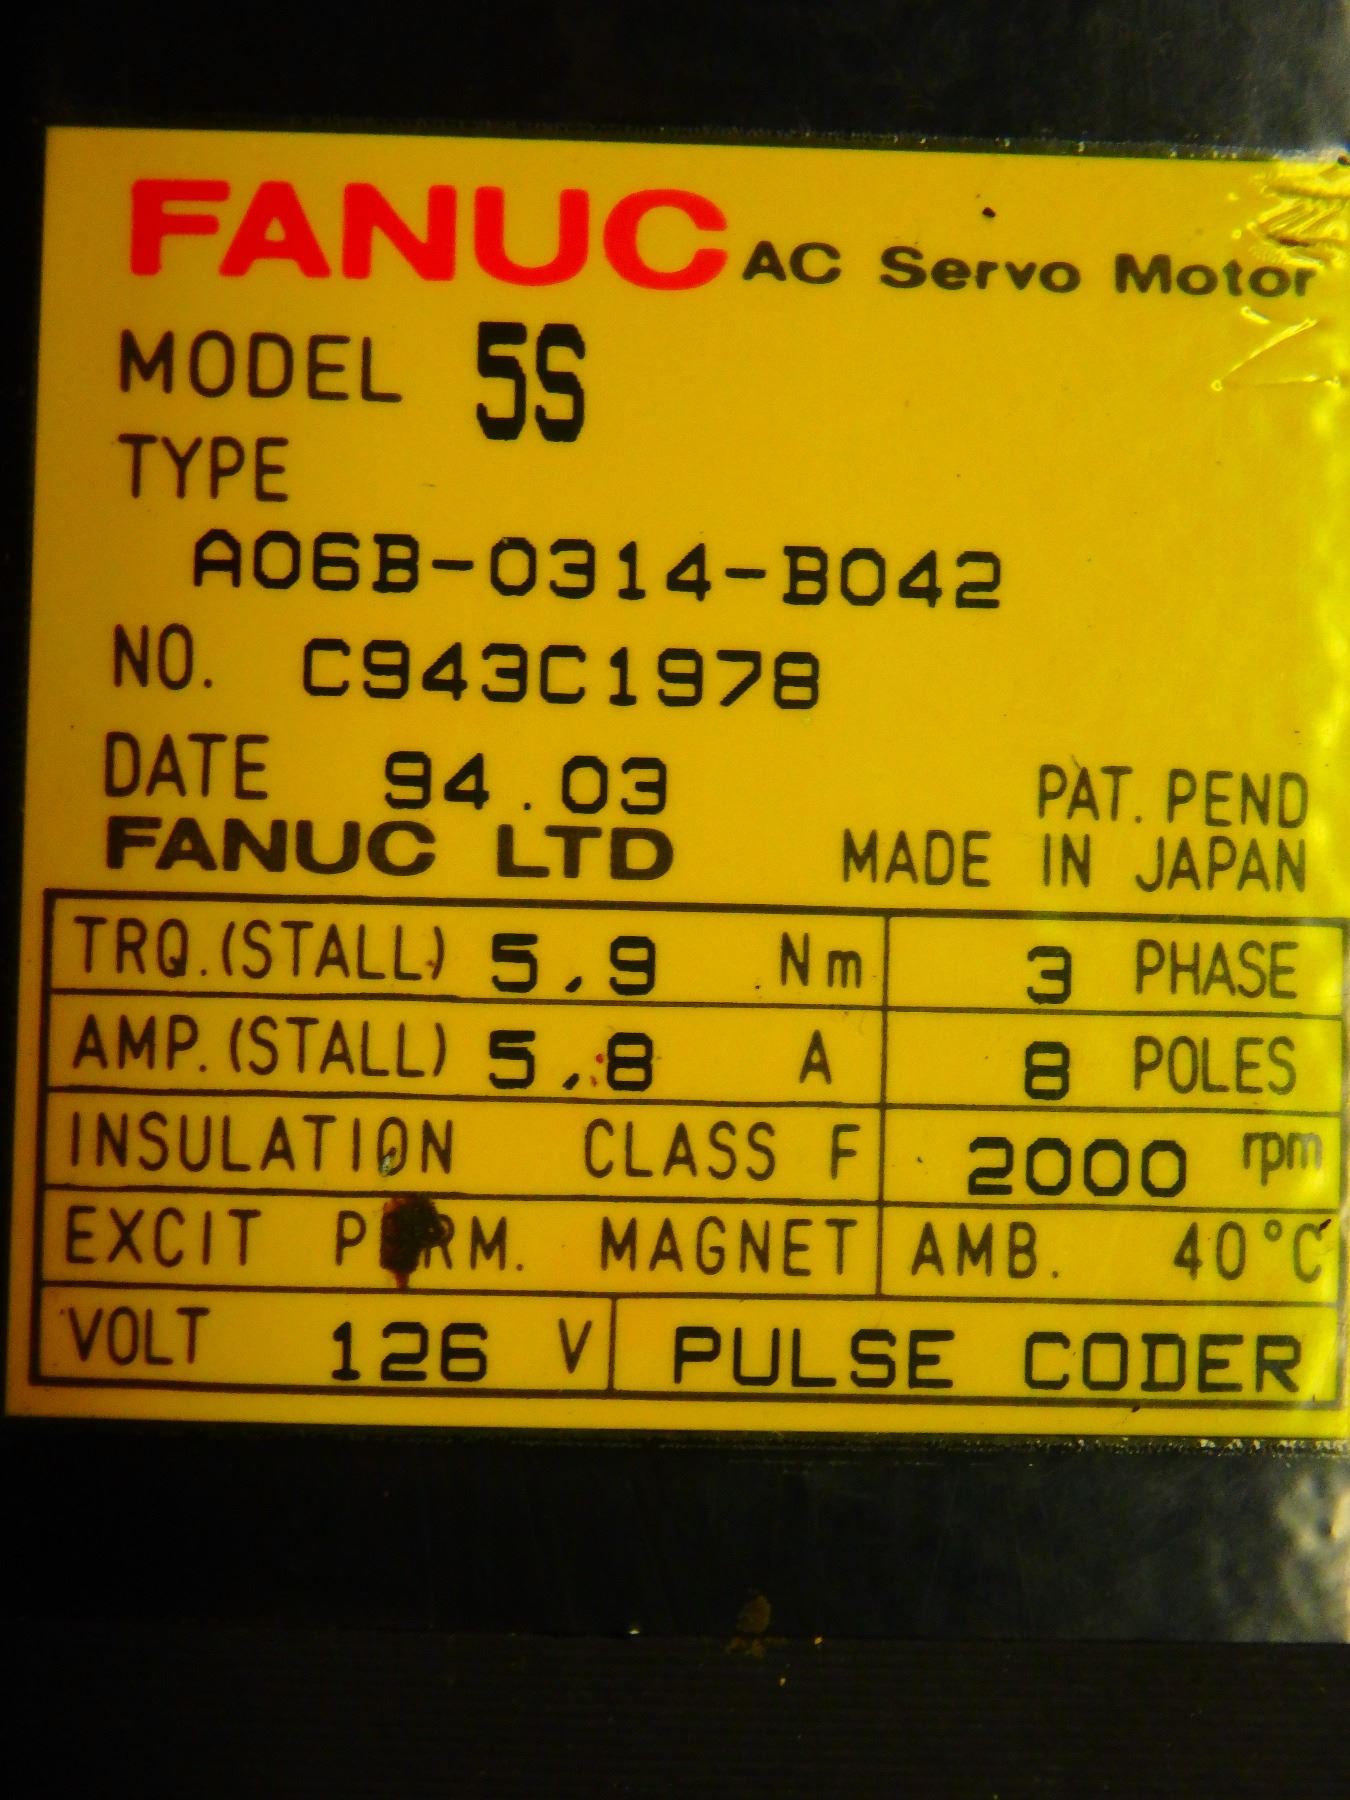 FANUC AC Servo Motor
MODEL 5S
TYPE
A06B-0314-B042
NO. C943C1978
DATE 94.03
PAT. PEND
FANUC LTD MADE IN JAPAN
TRQ.(STALL) 5.9 Nm 3 PHASE
AMP.(STALL) 5.8 A 8 POLES
INSULATION CLASS F 2000 rpm
EXCIT PERM. MAGNET AMB. 40°C
VOLT 126 V PULSE CODER